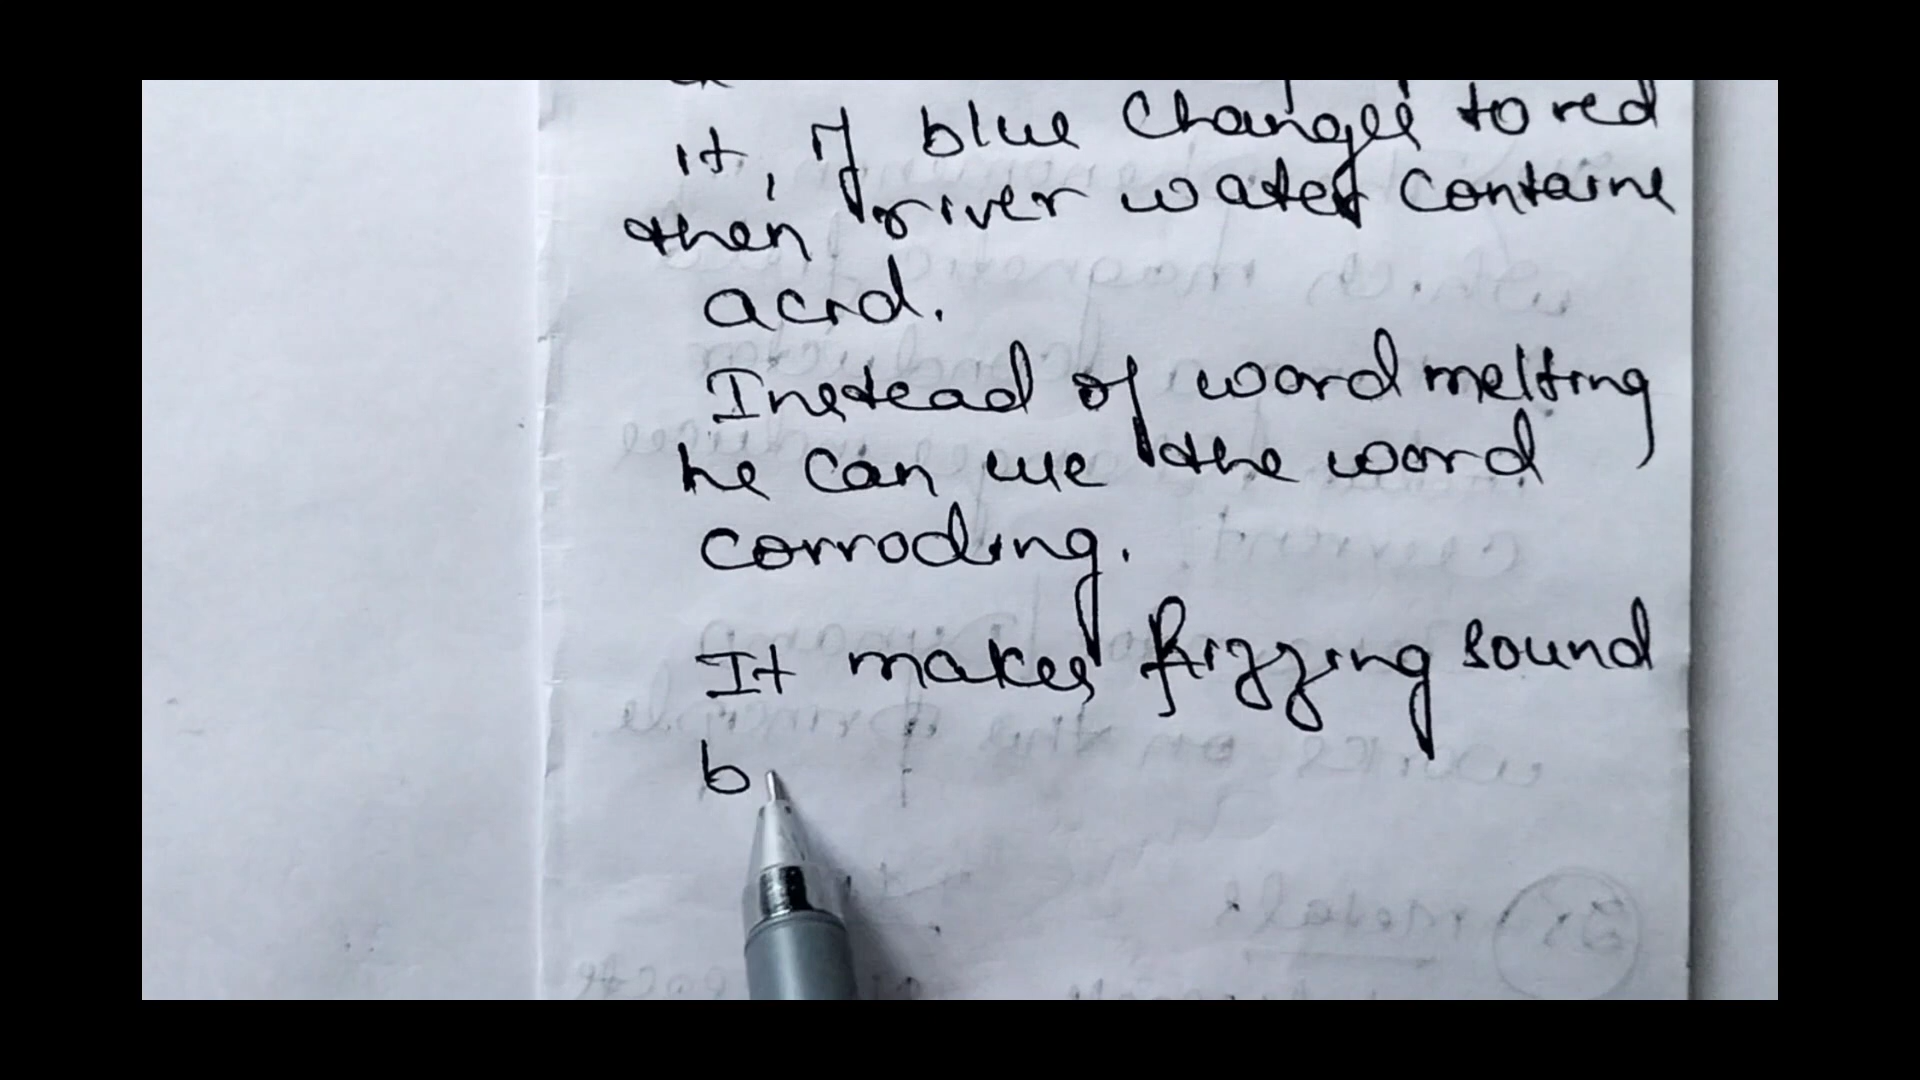 it, if blue changes to red
then river water contains
acid.
Instead of word melting
he can use the word
corroding.
It makes fizzing sound
b